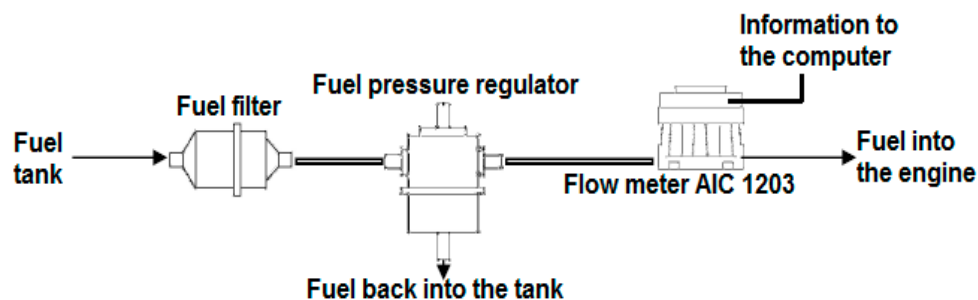 Information to
the computer
Fuel pressure regulator
Fuel filter
Fuel
tank
Fuel into
the engine
Flow meter AIC 1203
Fuel back into the tank